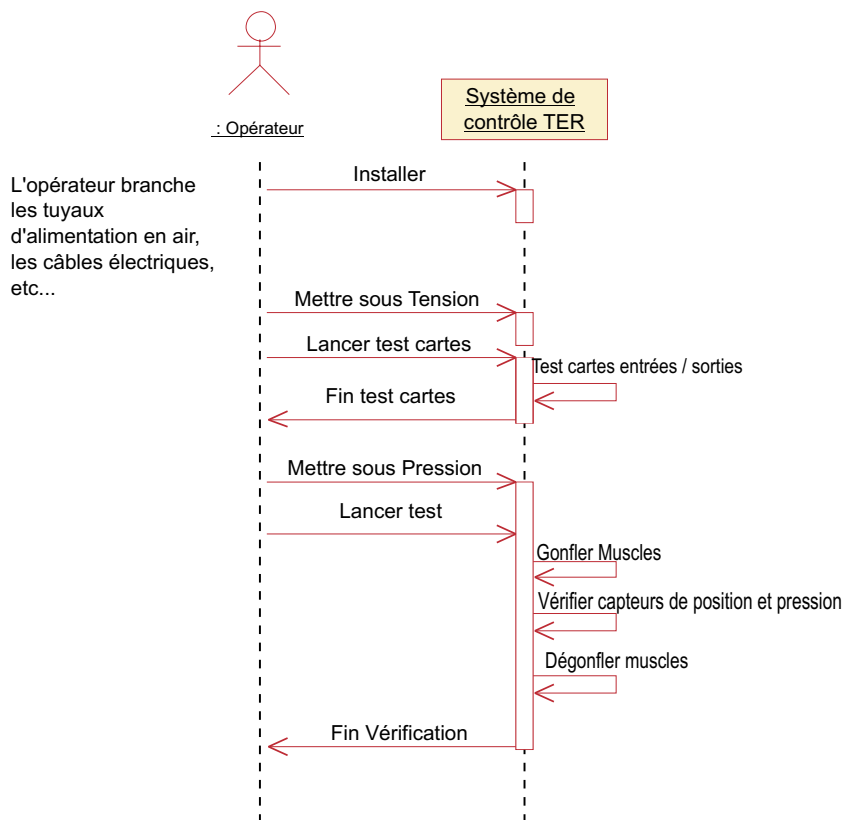 : Opérateur
Système de
contrôle TER
L'opérateur branche
les tuyaux
d'alimentation en air,
les câbles électriques,
etc...
Installer
Mettre sous Tension
Lancer test cartes
Test cartes entrées / sorties
Fin test cartes
Mettre sous Pression
Lancer test
Gonfler Muscles
Vérifier capteurs de position et pression
Dégonfler muscles
Fin Vérification